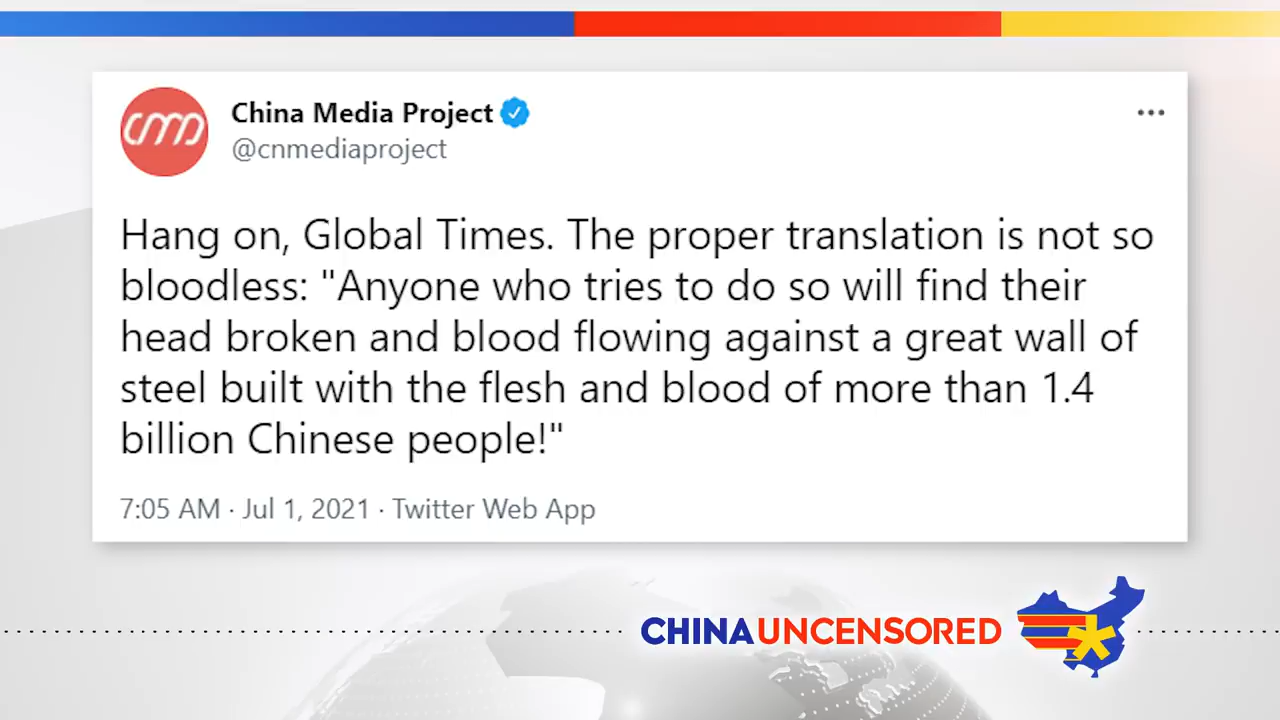 cmp
China Media Project
@cnmediaproject
Hang on, Global Times. The proper translation is not so
bloodless: "Anyone who tries to do so will find their
head broken and blood flowing against a great wall of
steel built with the flesh and blood of more than 1.4
billion Chinese people!"
7:05 AM · Jul 1, 2021 · Twitter Web App
CHINAUNCENSORED